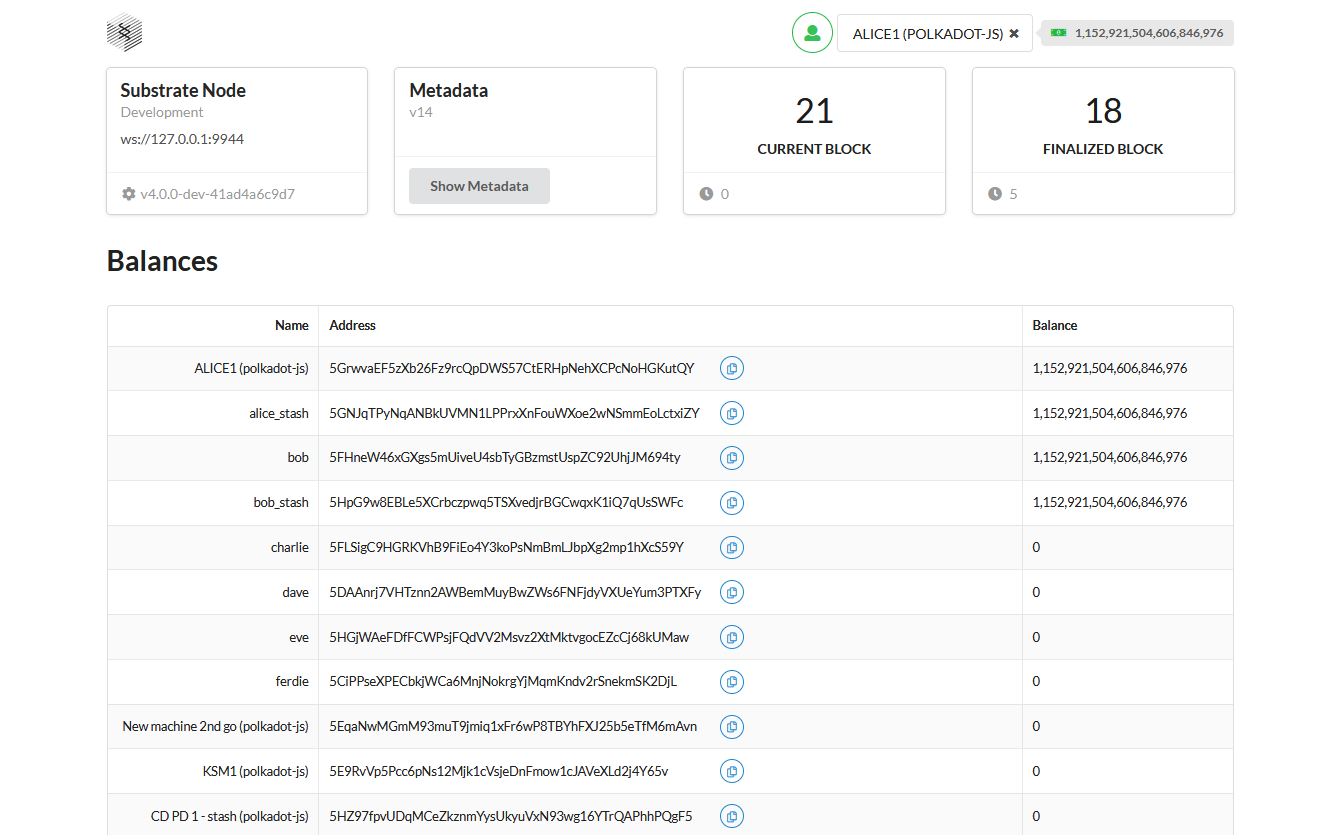 ALICE1 (POLKADOT-JS) ✖ 1,152,921,504,606,846,976
Substrate Node
Development
ws://127.0.0.1:9944
v4.0.0-dev-41ad4a6c9d7
Metadata
v14
Show Metadata
21
CURRENT BLOCK
0
18
FINALIZED BLOCK
5
Balances
Name Address Balance
ALICE1 (polkadot-js) 5GrwvaEF5zXb26Fz9rcQpDWS57CtERHpNehXCPcNoHGKutQY 1,152,921,504,606,846,976
alice_stash 5GNJqTPyNqANBkUVMN1LPPrxXnFouWXoe2wNSmmEoLctxiZY 1,152,921,504,606,846,976
bob 5FHneW46xGXgs5mUiveU4sbTyGBzmstUspZC92UhjJM694ty 1,152,921,504,606,846,976
bob_stash 5HpG9w8EBLe5XCrbczpwq5TSXvedjrBGCwqxK1iQ7qUsSWFc 1,152,921,504,606,846,976
charlie 5FLSigC9HGRKVhB9FiEo4Y3koPsNmBmLJbpXg2mp1hXcS59Y 0
dave 5DAAnrj7VHTznn2AWBemMuyBwZWs6FNFjdyVXUeYum3PTXFy 0
eve 5HGjWAeFDfFCWPsjFQdVV2Msvz2XtMktvgocEZcCj68kUMaw 0
ferdie 5CiPPseXPECbkjWCa6MnjNokrgYjMqmKndv2rSnekmSK2DjL 0
New machine 2nd go (polkadot-js) 5EqaNwMGmM93muT9jmiq1xFr6wP8TBYhFXJ25b5eTfM6mAvn 0
KSM1 (polkadot-js) 5E9RvVp5Pcc6pNs12Mjk1cVsjeDnFmow1cJAVeXLd2j4Y65v 0
CD PD 1 - stash (polkadot-js) 5HZ97fpvUDqMCeZkznmYysUkyuVxN93wg16YTrQAPhhPQgF5 0